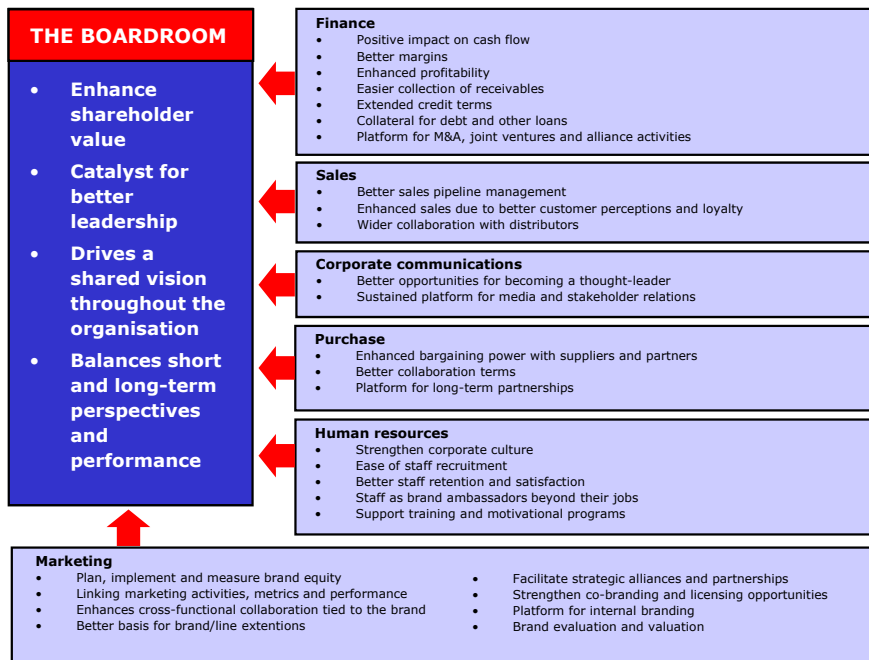 THE BOARDROOM
• Enhance
shareholder
value
• Catalyst for
better
leadership
• Drives a
shared vision
throughout the
organisation
• Balances short
and long-term
perspectives
and
performance
Finance
• Positive impact on cash flow
• Better margins
• Enhanced profitability
• Easier collection of receivables
• Extended credit terms
• Collateral for debt and other loans
• Platform for M&A, joint ventures and alliance activities
Sales
• Better sales pipeline management
• Enhanced sales due to better customer perceptions and loyalty
• Wider collaboration with distributors
Corporate communications
• Better opportunities for becoming a thought-leader
• Sustained platform for media and stakeholder relations
Purchase
• Enhanced bargaining power with suppliers and partners
• Better collaboration terms
• Platform for long-term partnerships
Human resources
• Strengthen corporate culture
• Ease of staff recruitment
• Better staff retention and satisfaction
• Staff as brand ambassadors beyond their jobs
• Support training and motivational programs
Marketing
• Plan, implement and measure brand equity
• Linking marketing activities, metrics and performance
• Enhances cross-functional collaboration tied to the brand
• Better basis for brand/line extentions
• Facilitate strategic alliances and partnerships
• Strengthen co-branding and licensing opportunities
• Platform for internal branding
• Brand evaluation and valuation